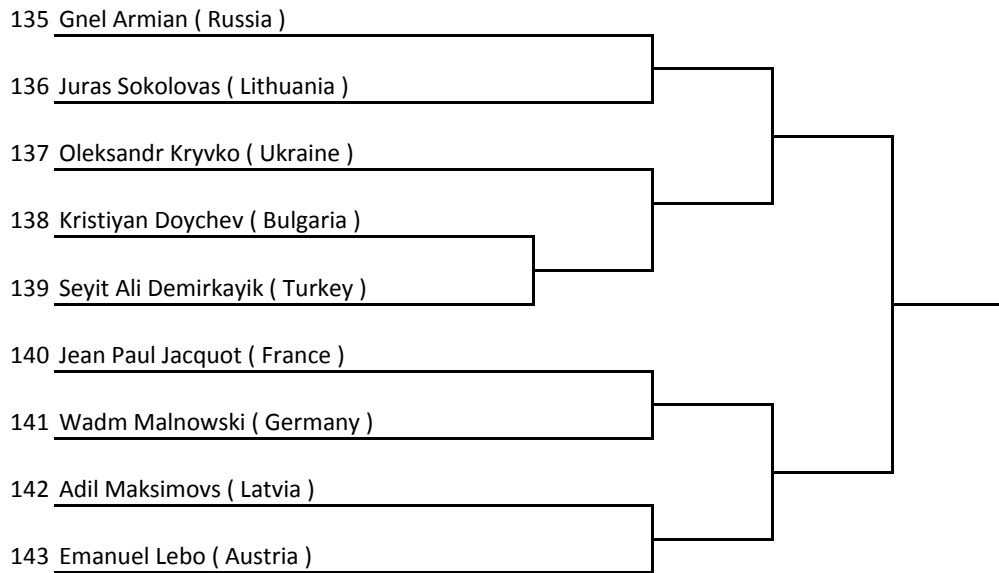 135 Gnel Armian ( Russia )
136 Juras Sokolovas ( Lithuania )
137 Oleksandr Kryvko ( Ukraine )
138 Kristiyan Doychev ( Bulgaria )
139 Seyit Ali Demirkayik ( Turkey )
140 Jean Paul Jacquot ( France )
141 Wadm Malnowski ( Germany )
142 Adil Maksimovs ( Latvia )
143 Emanuel Lebo ( Austria )